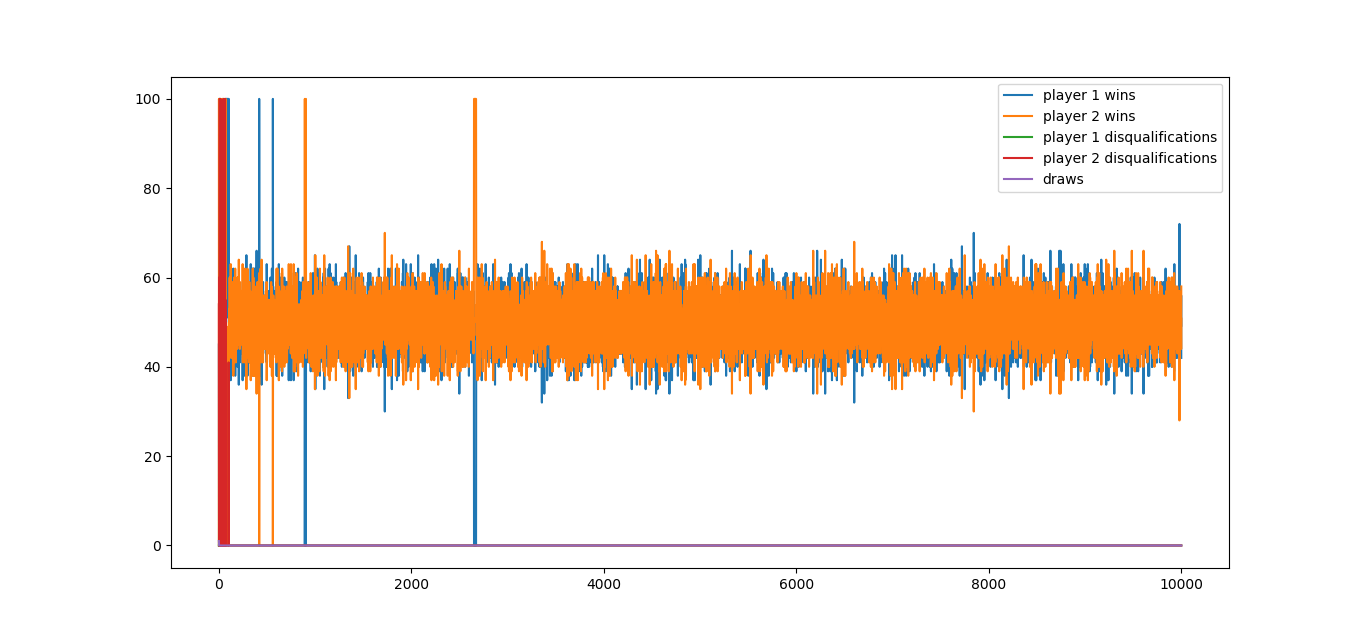 100
80
60
40
20
0
0 2000 4000 6000 8000 10000
player 1 wins
player 2 wins
player 1 disqualifications
player 2 disqualifications
draws